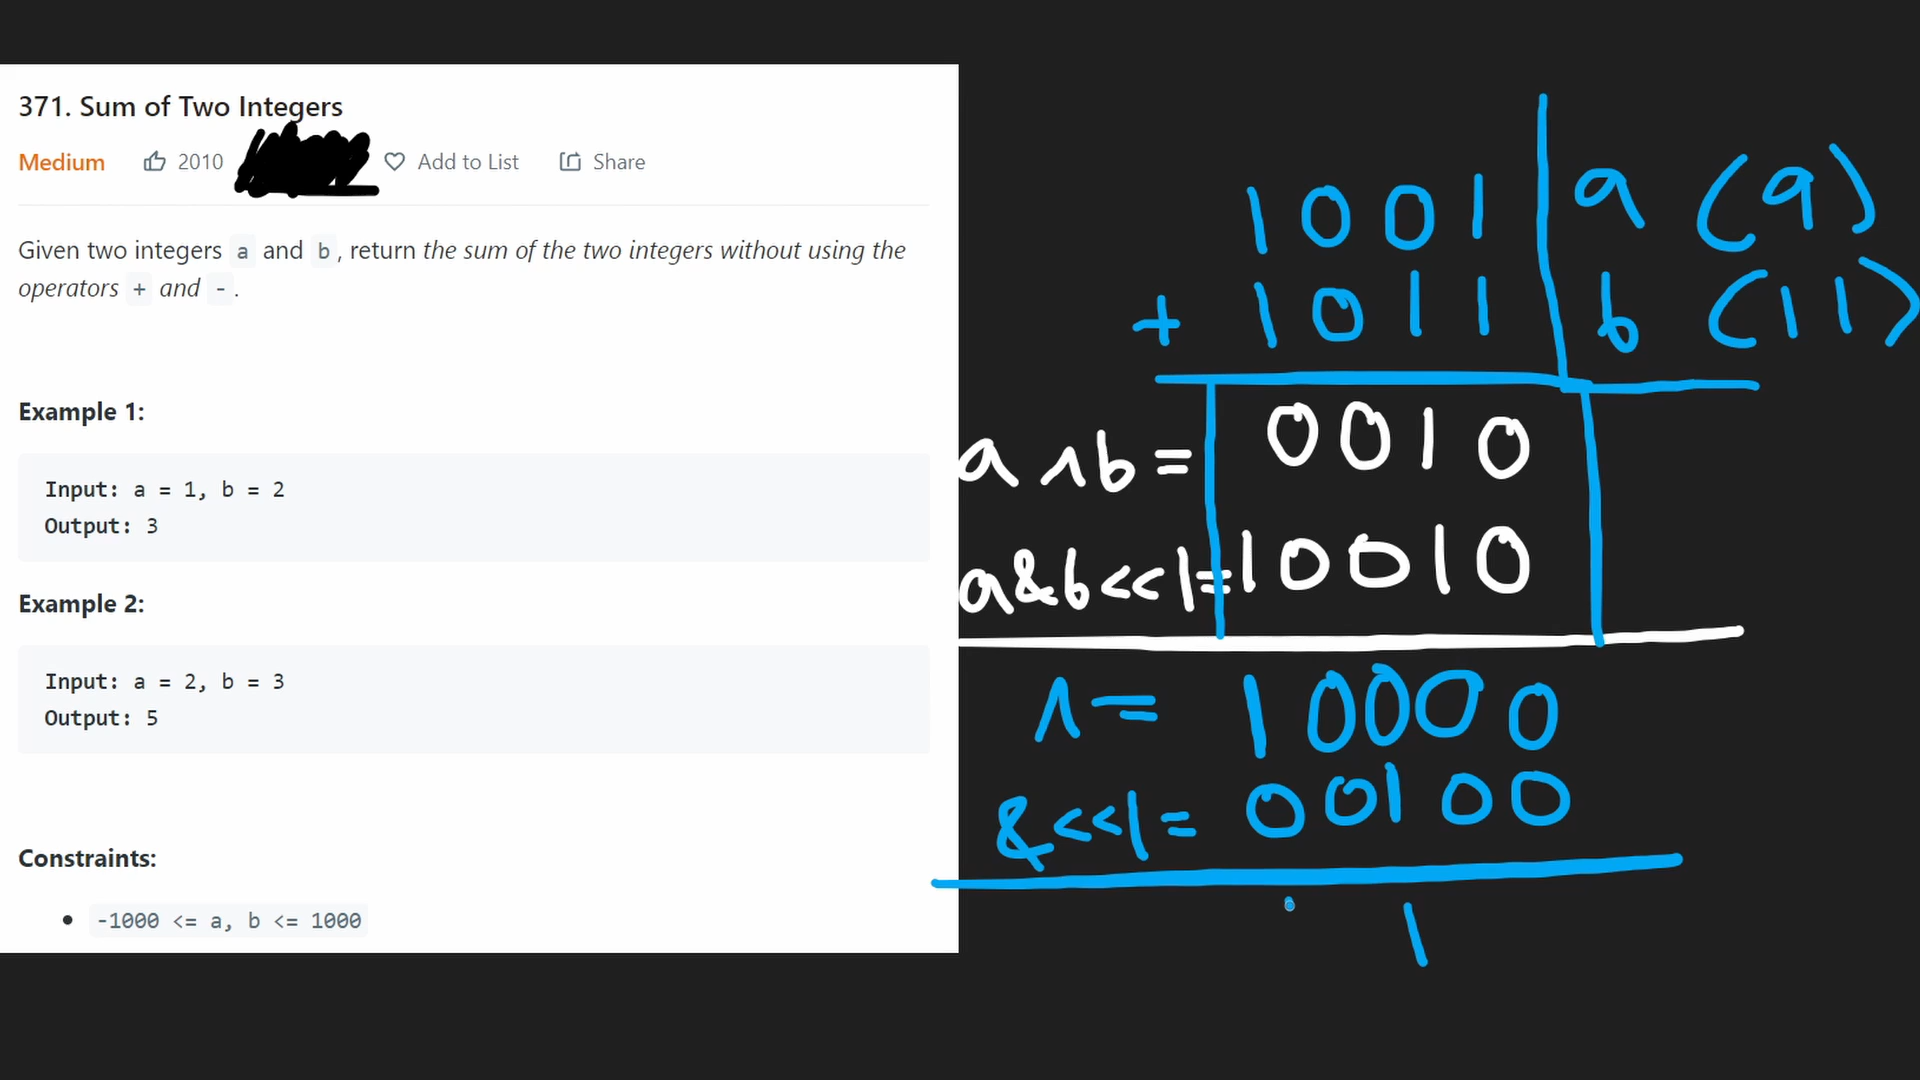 371. Sum of Two Integers
Medium 2010 Add to List Share
Given two integers a and b, return the sum of the two integers without using the
operators + and -.
Example 1:
Input: a = 1, b = 2
Output: 3
Example 2:
Input: a = 2, b = 3
Output: 5
Constraints:
-1000 <= a, b <= 1000
1001 a (9)
+ 1011 b (11)
a ^ b = 0010
a & b << 1 = 10010
^ = 10000
& << 1 = 00100
1